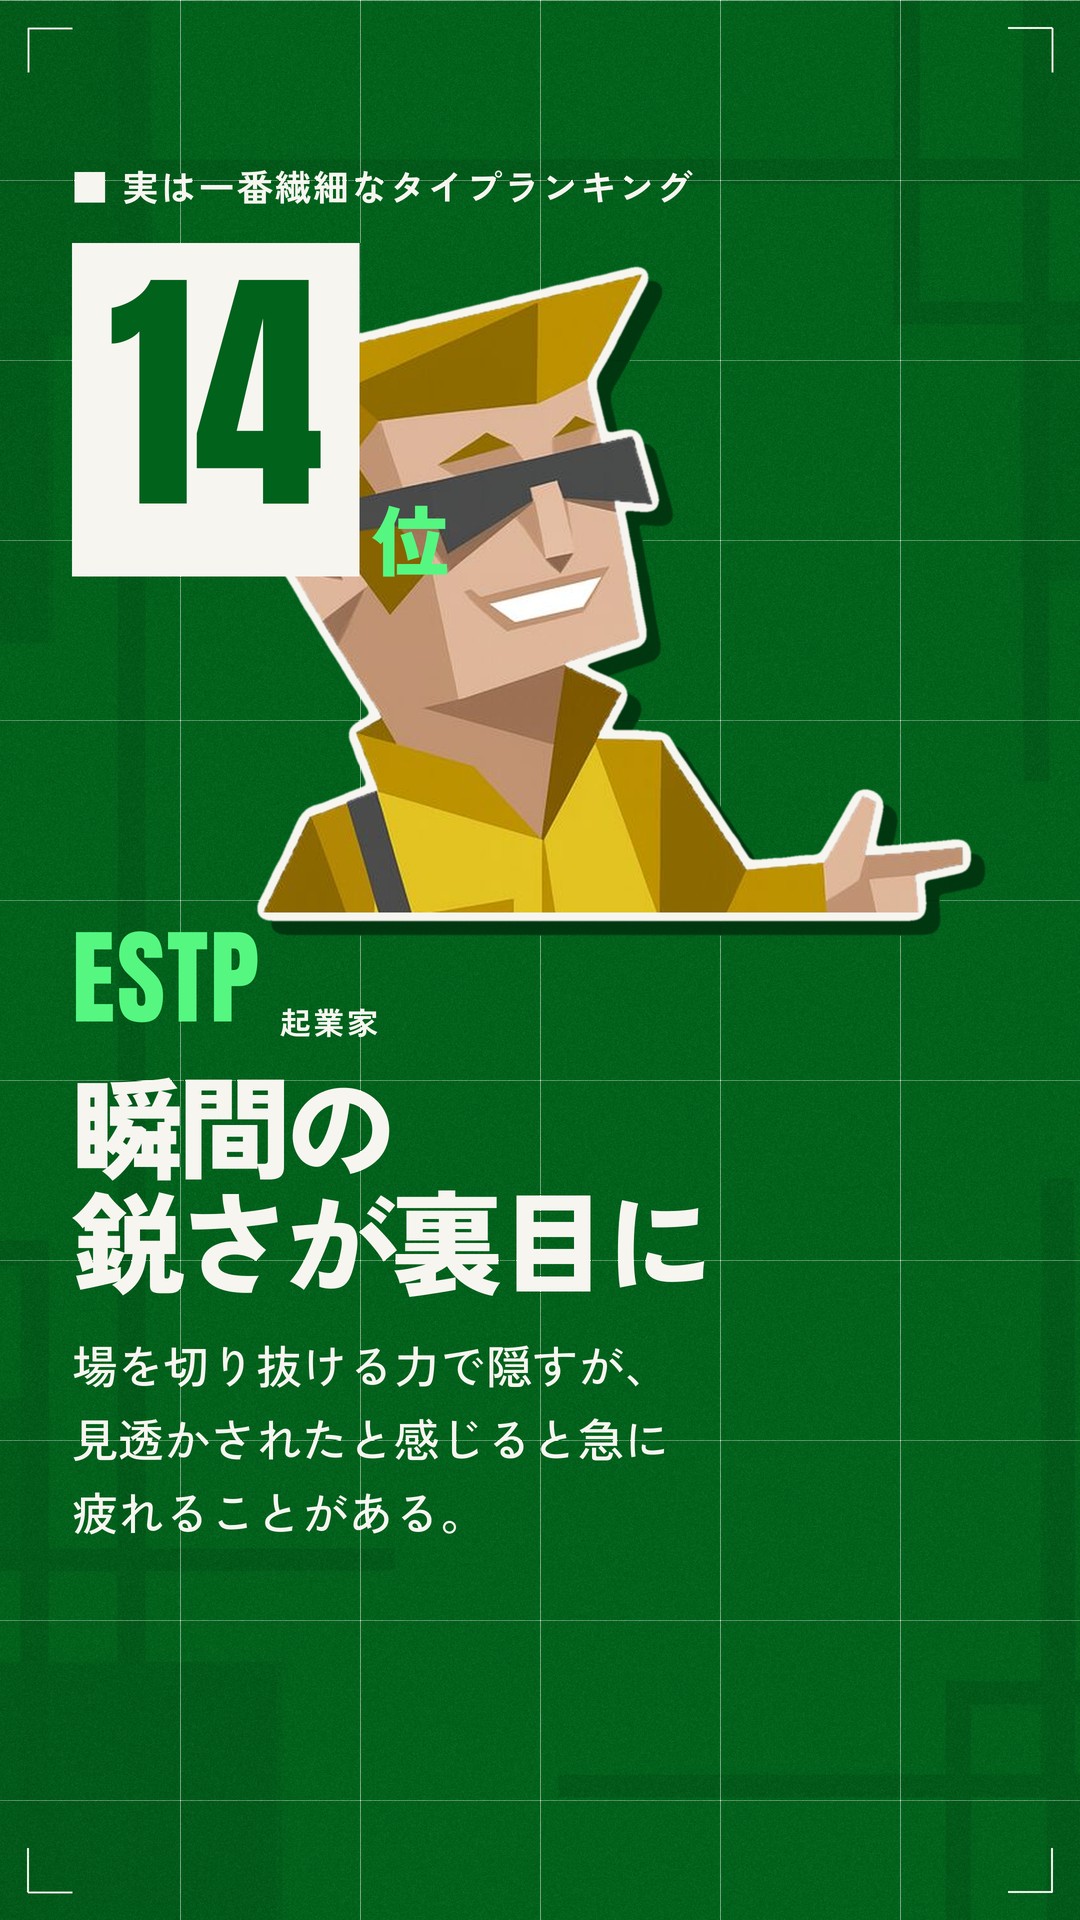 ■ 実は一番繊細なタイプランキング
14
位
ESTP
起業家
瞬間の
鋭さが裏目に
場を切り抜ける力で隠すが、
見透かされたと感じると急に
疲れることがある。